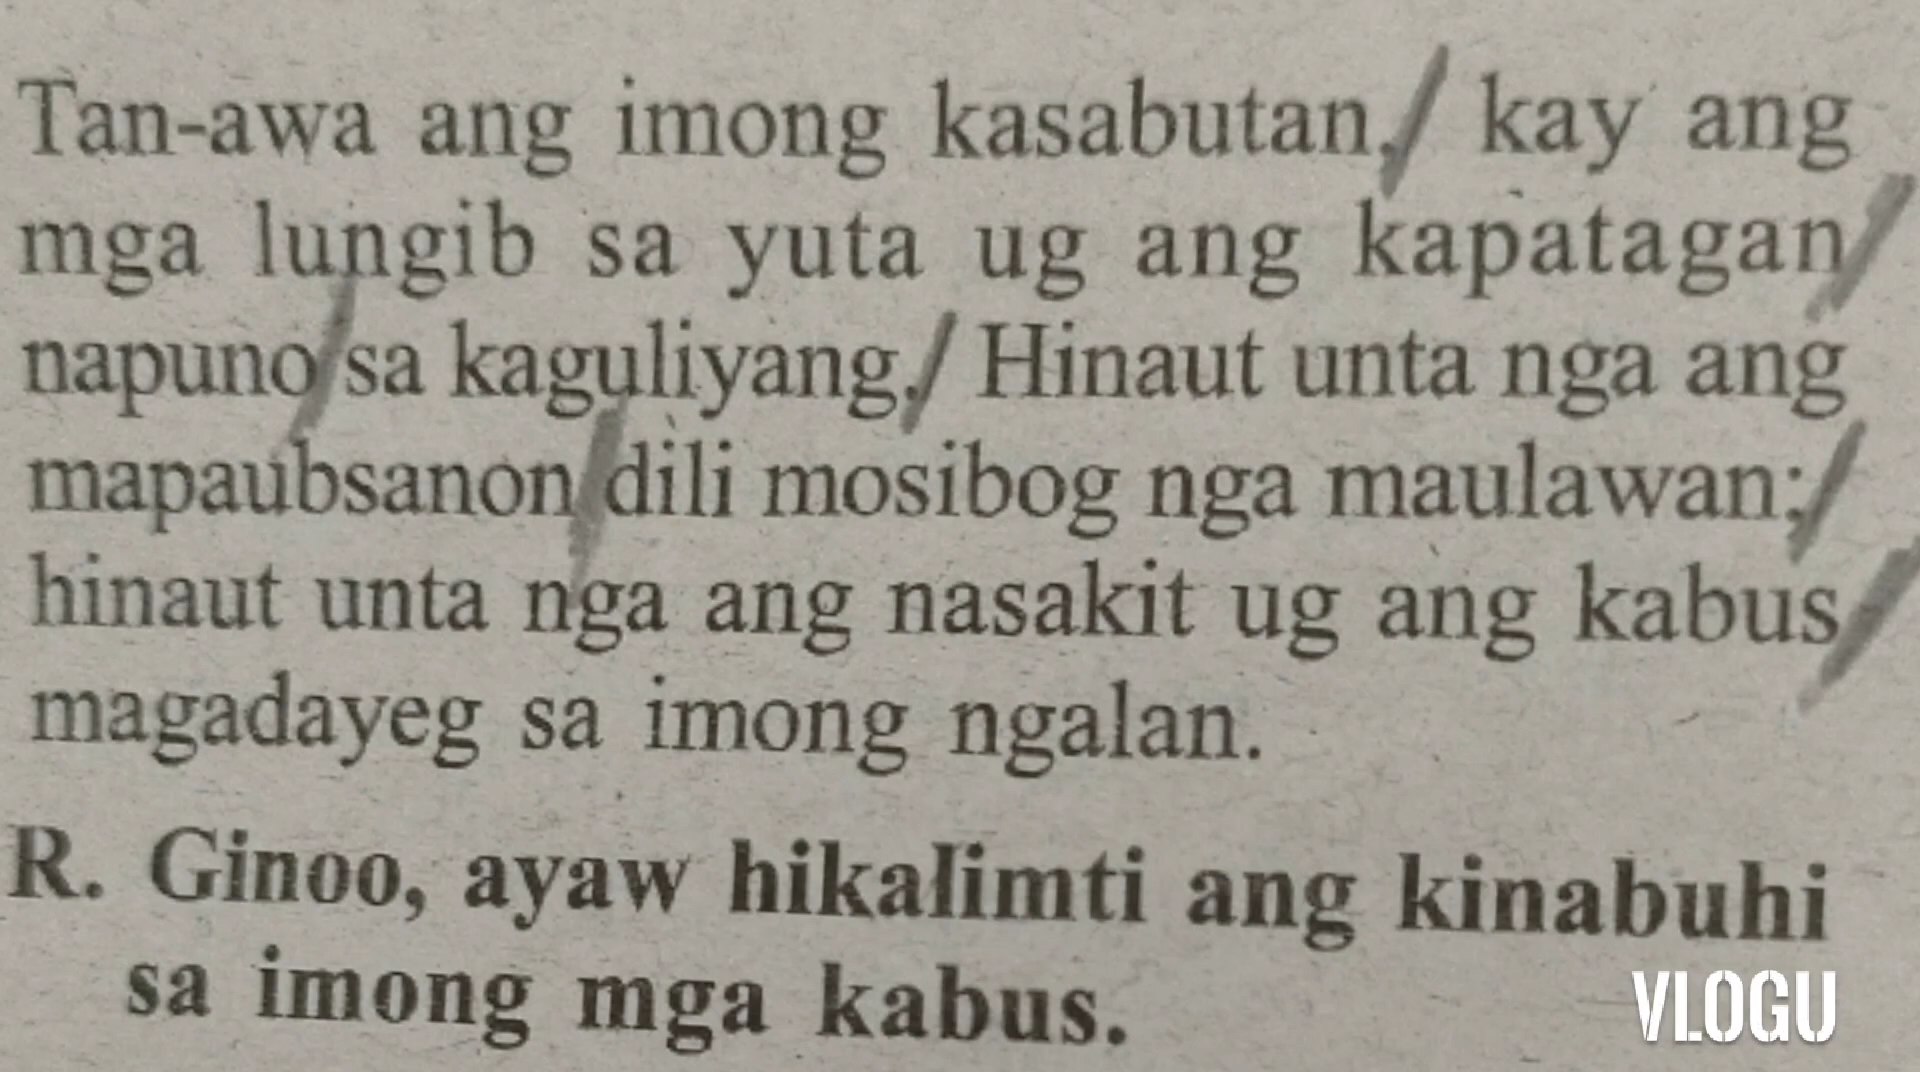 Tan-awa ang imong kasabutan, kay ang
mga lungib sa yuta ug ang kapatagan
napuno sa kaguliyang. Hinaut unta nga ang
mapaubsanon dili mosibog nga maulawan;
hinaut unta nga ang nasakit ug ang kabus
magadayeg sa imong ngalan.
R. Ginoo, ayaw hikalimti ang kinabuhi
sa imong mga kabus.
VLOGU